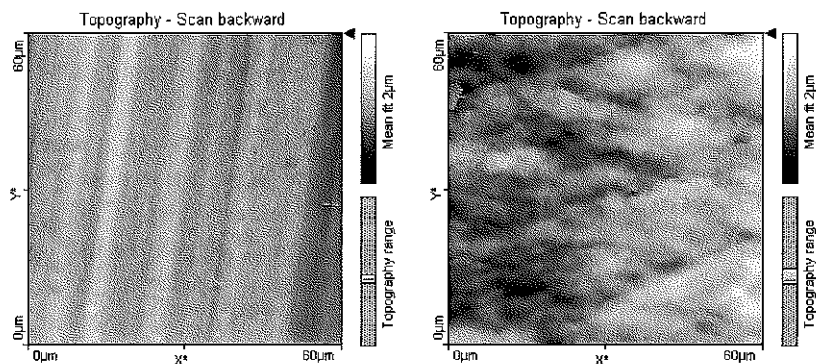 Topography - Scan backward
60µm
Y*
0µm
0µm
X*
60µm
Mean fit 2µm
Topography range
Topography - Scan backward
60µm
Y*
0µm
0µm
X*
60µm
Mean fit 2µm
Topography range